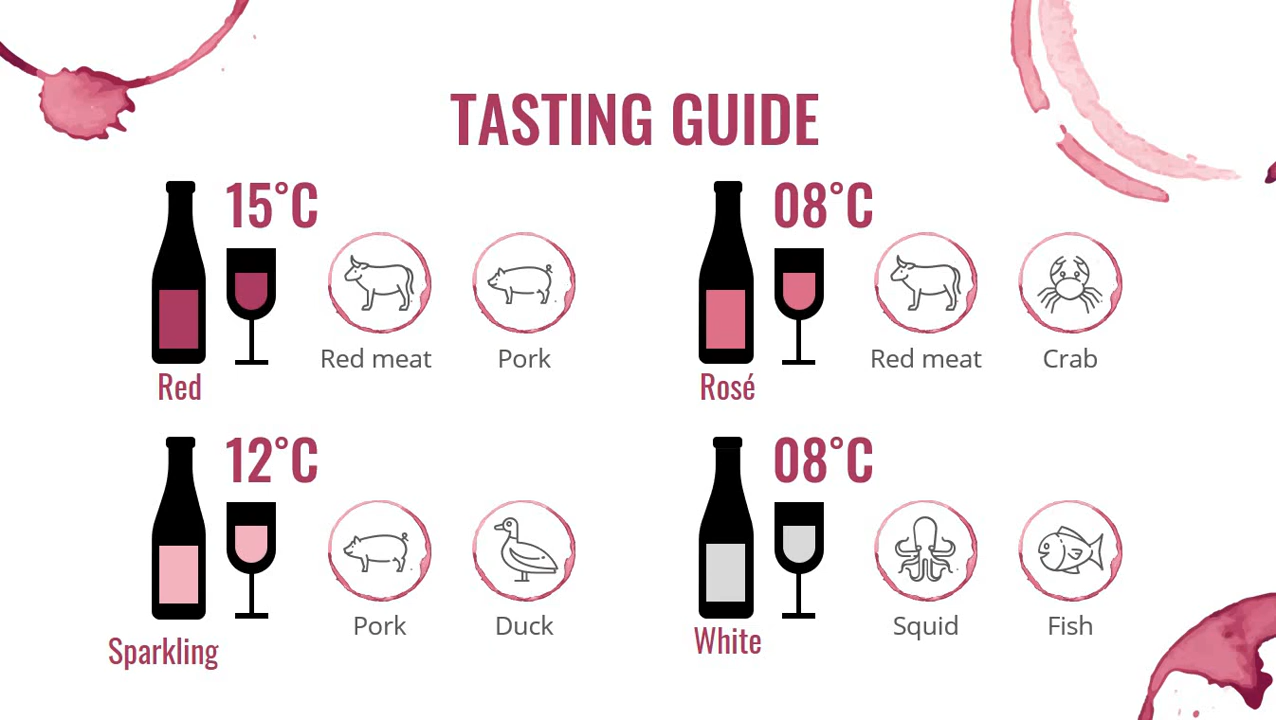 TASTING GUIDE
15°C
Red meat
Pork
Red
08°C
Red meat
Crab
Rosé
12°C
Pork
Duck
Sparkling
08°C
Squid
Fish
White